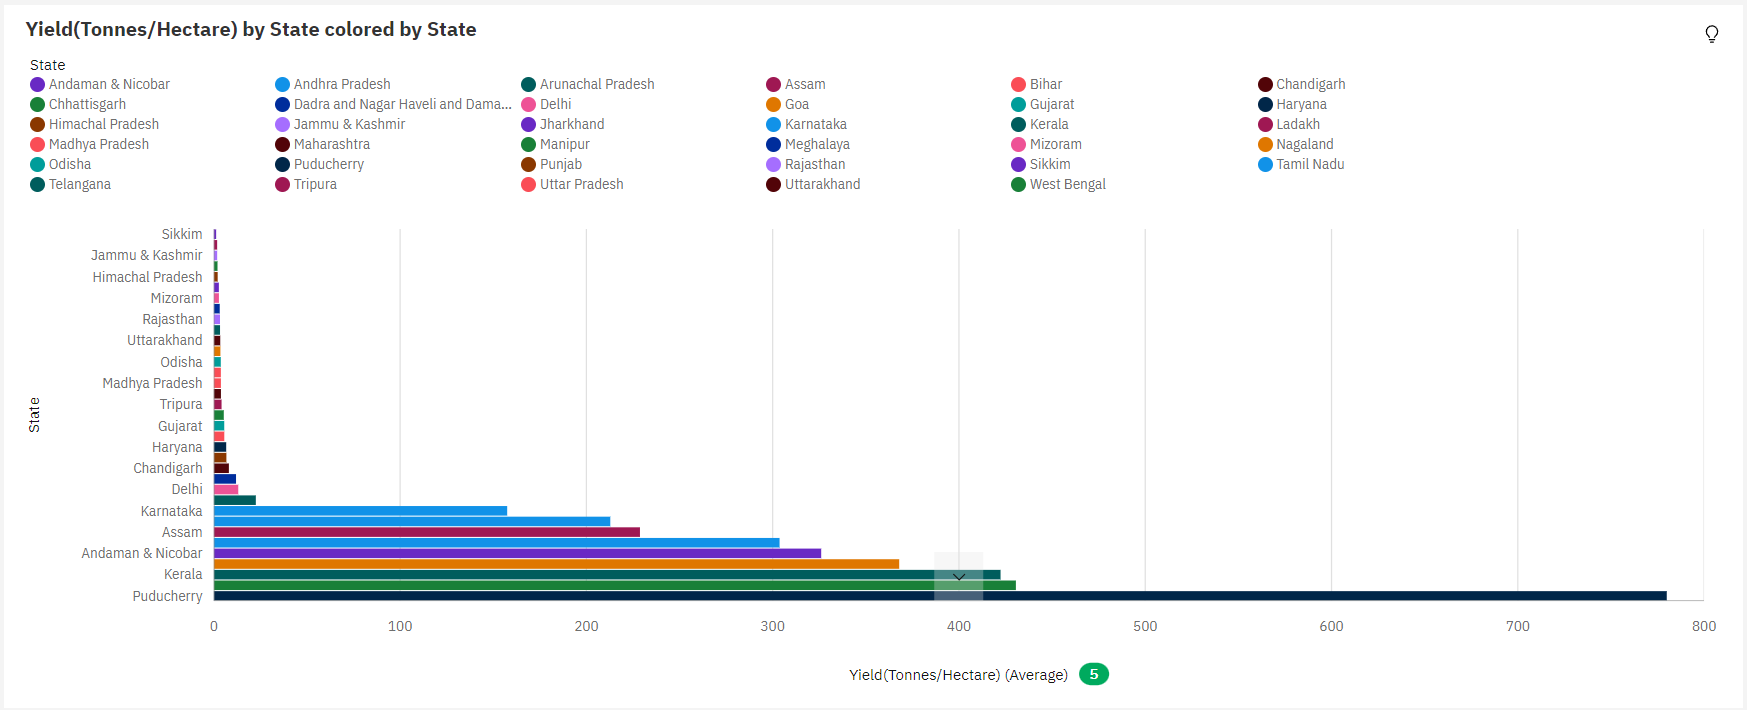 Yield(Tonnes/Hectare) by State colored by State
State
Andaman & Nicobar Andhra Pradesh Arunachal Pradesh Assam Bihar Chandigarh
Chhattisgarh Dadra and Nagar Haveli and Dama... Delhi Goa Gujarat Haryana
Himachal Pradesh Jammu & Kashmir Jharkhand Karnataka Kerala Ladakh
Madhya Pradesh Maharashtra Manipur Meghalaya Mizoram Nagaland
Odisha Puducherry Punjab Rajasthan Sikkim Tamil Nadu
Telangana Tripura Uttar Pradesh Uttarakhand West Bengal
State
Sikkim
Jammu & Kashmir
Himachal Pradesh
Mizoram
Rajasthan
Uttarakhand
Odisha
Madhya Pradesh
Tripura
Gujarat
Haryana
Chandigarh
Delhi
Karnataka
Assam
Andaman & Nicobar
Kerala
Puducherry
0 100 200 300 400 500 600 700 800
Yield(Tonnes/Hectare) (Average) 5